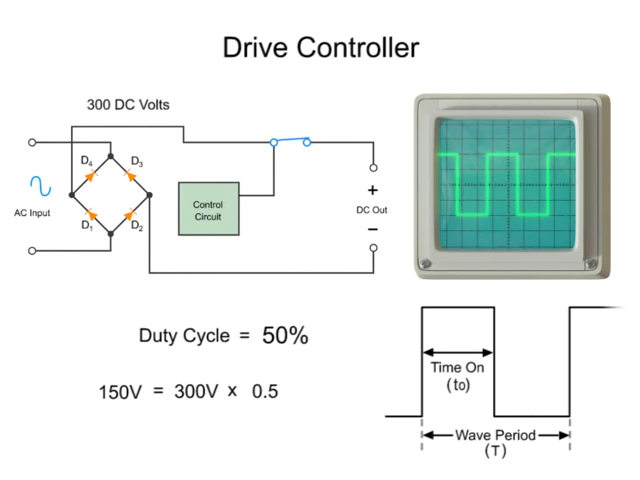 Drive Controller
300 DC Volts
D4
D3
AC Input
Control
Circuit
+
DC Out
−
D1
D2
Duty Cycle = 50%
150V = 300V x 0.5
Time On
(to)
Wave Period
(T)